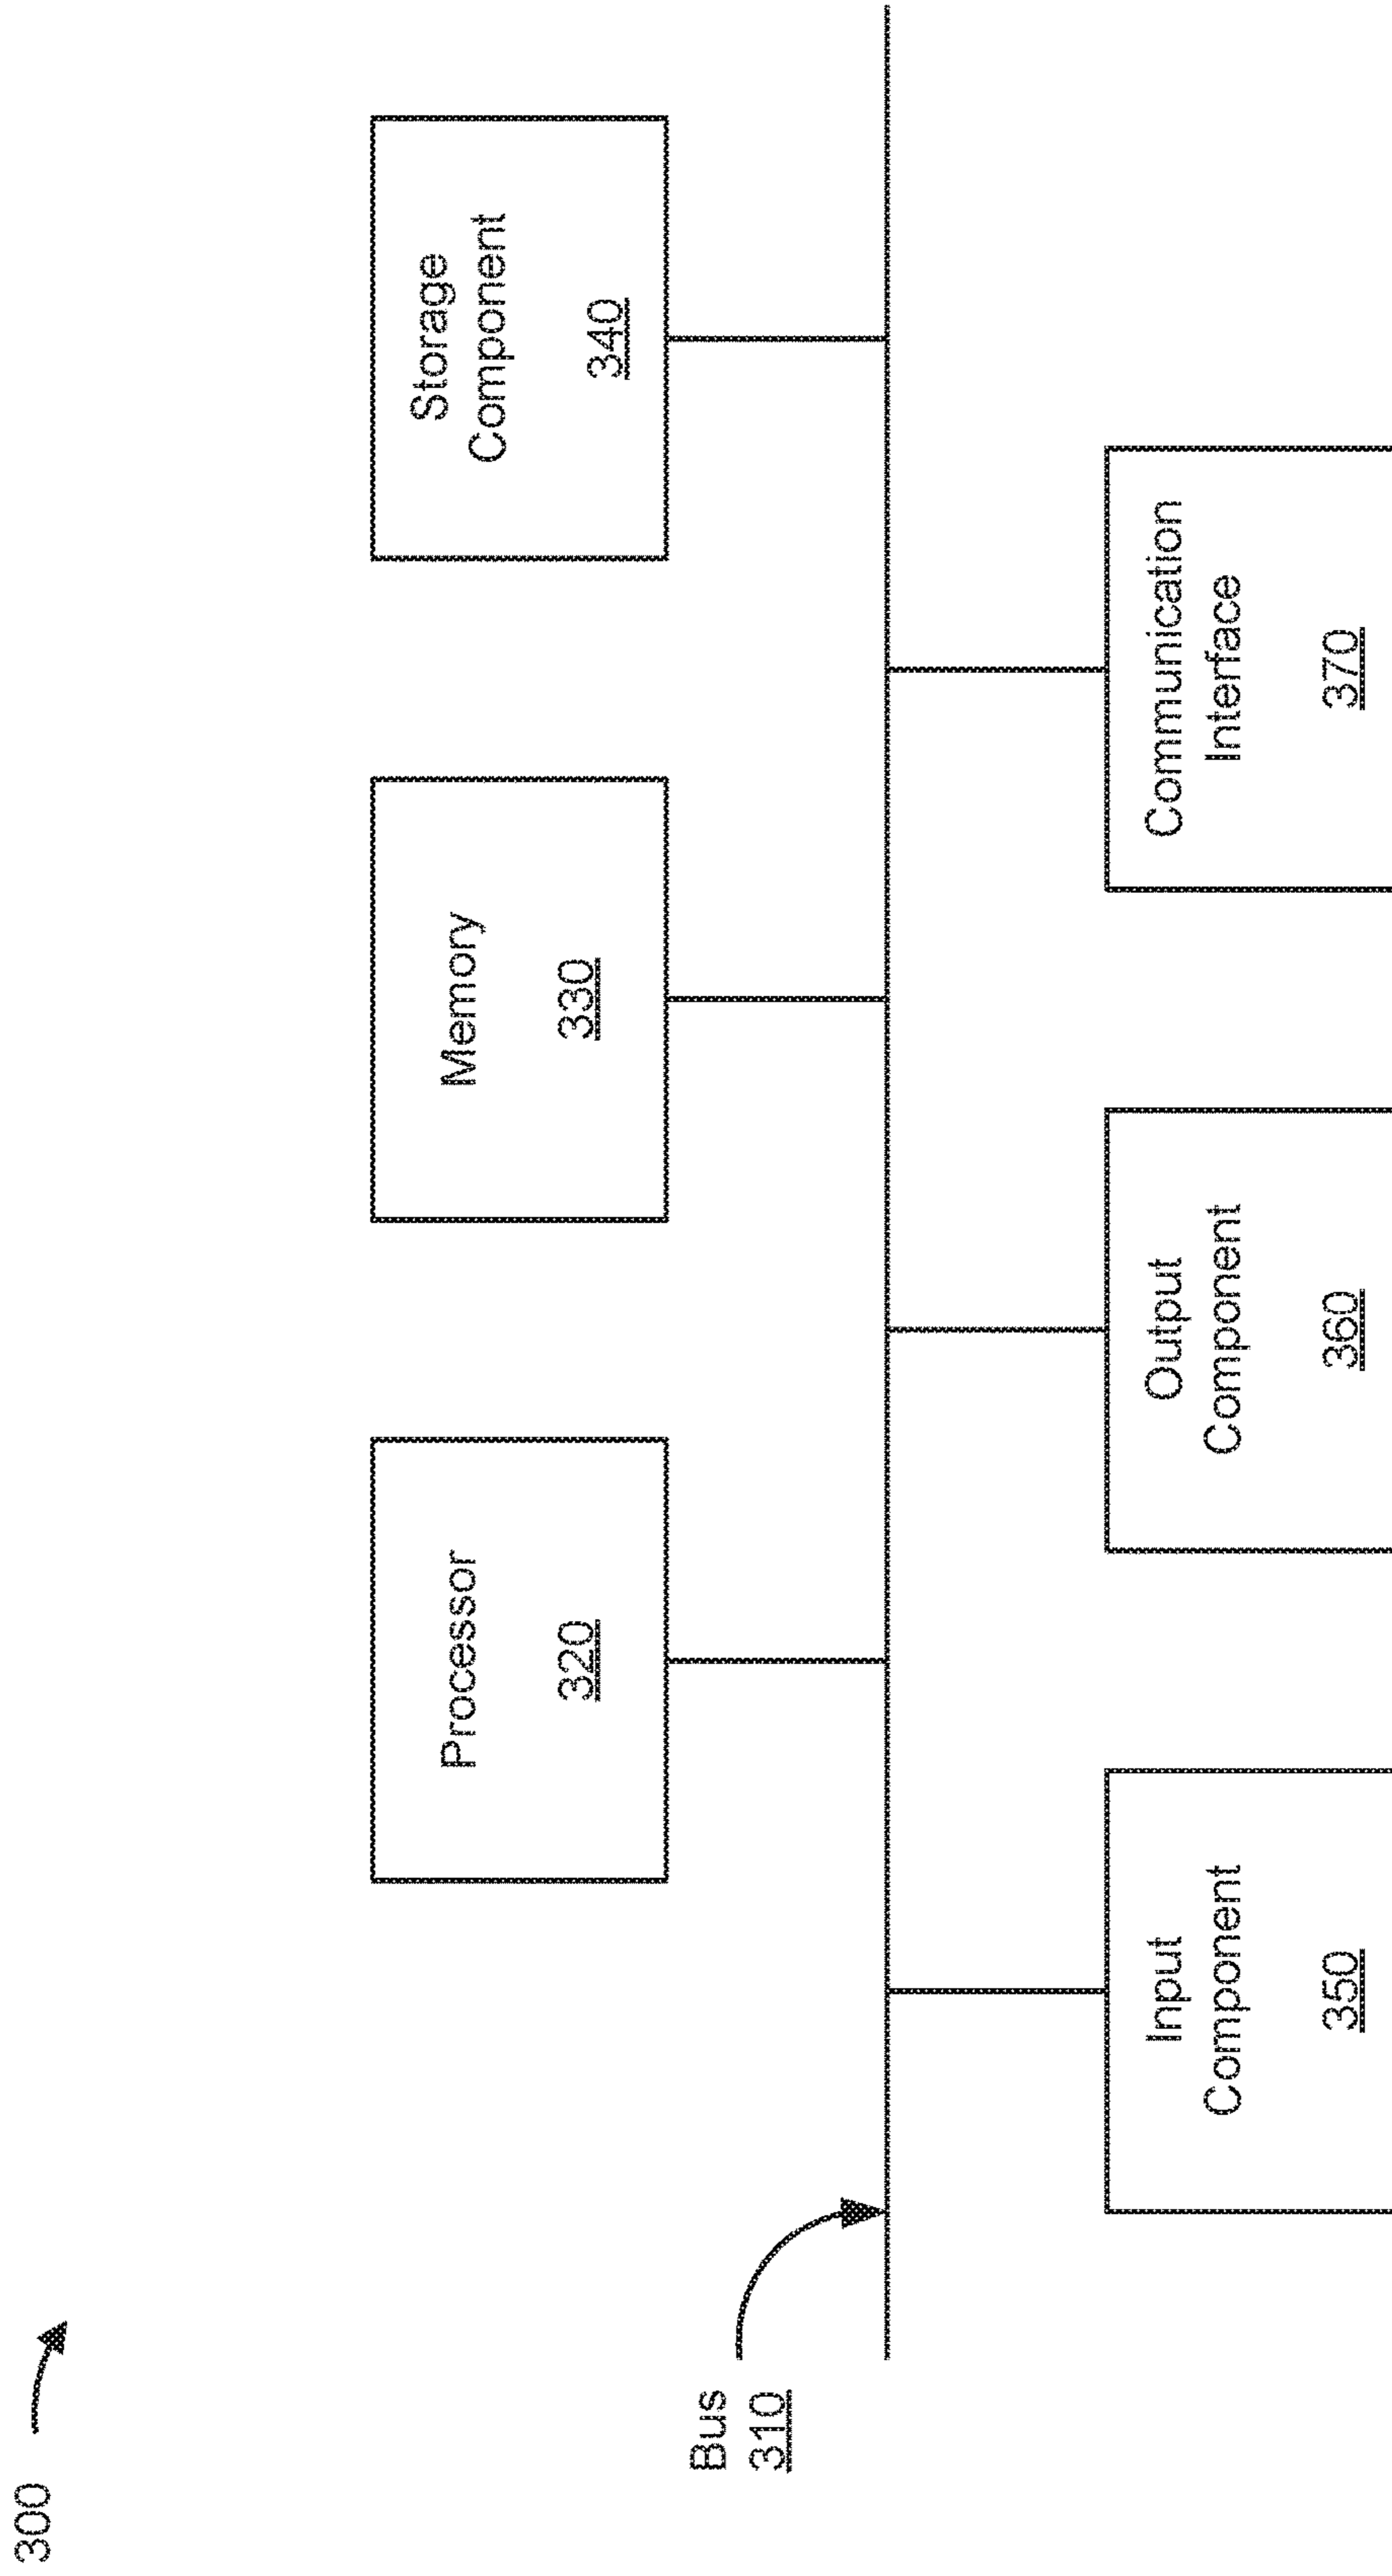 300
Processor
320
Memory
330
Storage
Component
340
Bus
310
Input
Component
350
Output
Component
360
Communication
Interface
370